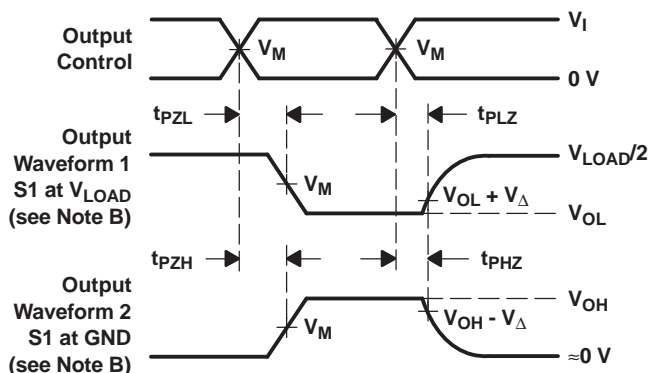 Output
Control
V_M
V_M
V_I
0 V
t_PZL
t_PLZ
Output
Waveform 1
S1 at V_LOAD
(see Note B)
V_M
V_LOAD/2
V_OL + V_Δ
V_OL
t_PZH
t_PHZ
Output
Waveform 2
S1 at GND
(see Note B)
V_M
V_OH
V_OH - V_Δ
≈0 V